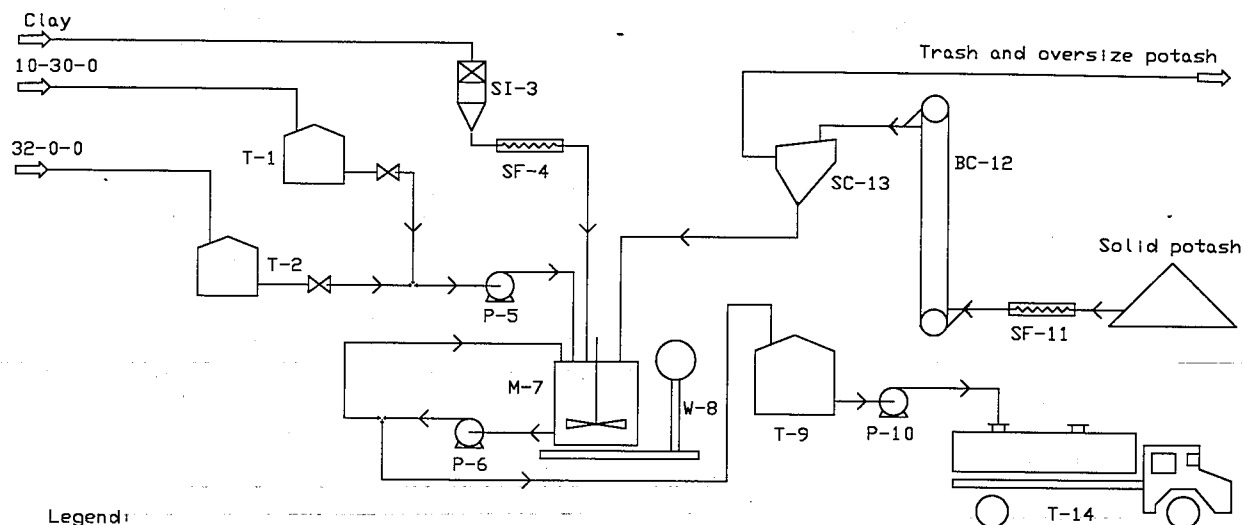 Clay
10-30-0
32-0-0
T-1
T-2
SI-3
SF-4
P-5
Trash and oversize potash
SC-13
BC-12
Solid potash
SF-11
M-7
W-8
P-6
T-9
P-10
T-14
Legend: